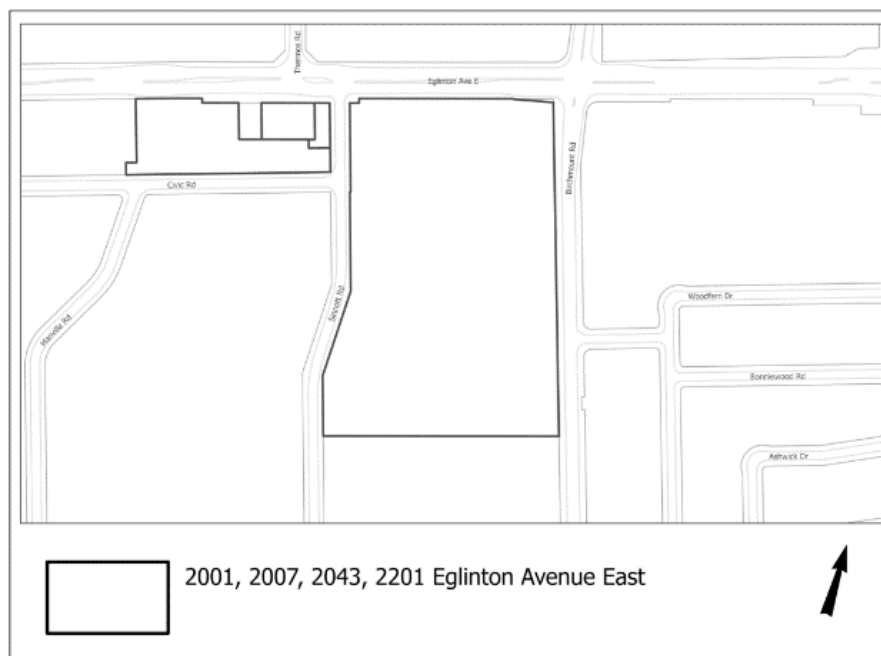 Thermos Rd
Eglinton Ave E
Birchmount Rd
Civic Rd
Sinnott Rd
Manville Rd
Woodfern Dr
Bonniewood Rd
Ashwick Dr
2001, 2007, 2043, 2201 Eglinton Avenue East